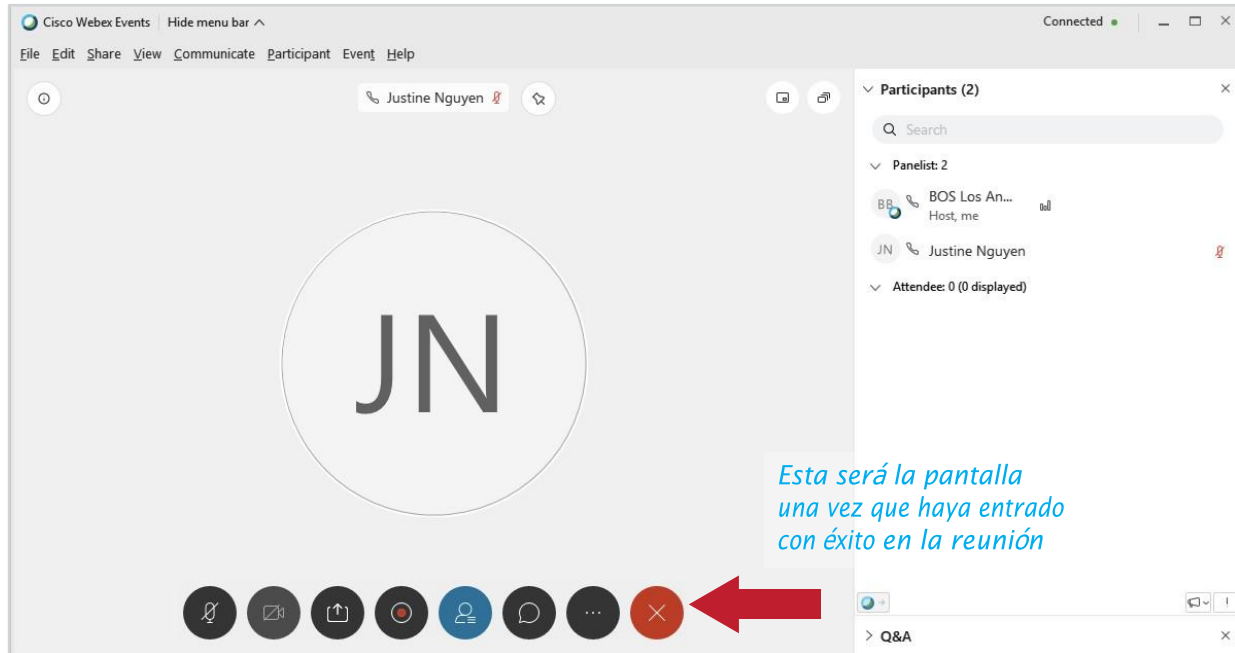 Cisco Webex Events Hide menu bar Connected
File Edit Share View Communicate Participant Event Help
Justine Nguyen
Participants (2)
Search
Panelist: 2
BB BOS Los An...
Host, me
JN Justine Nguyen
Attendee: 0 (0 displayed)
JN
Esta será la pantalla
una vez que haya entrado
con éxito en la reunión
Q&A